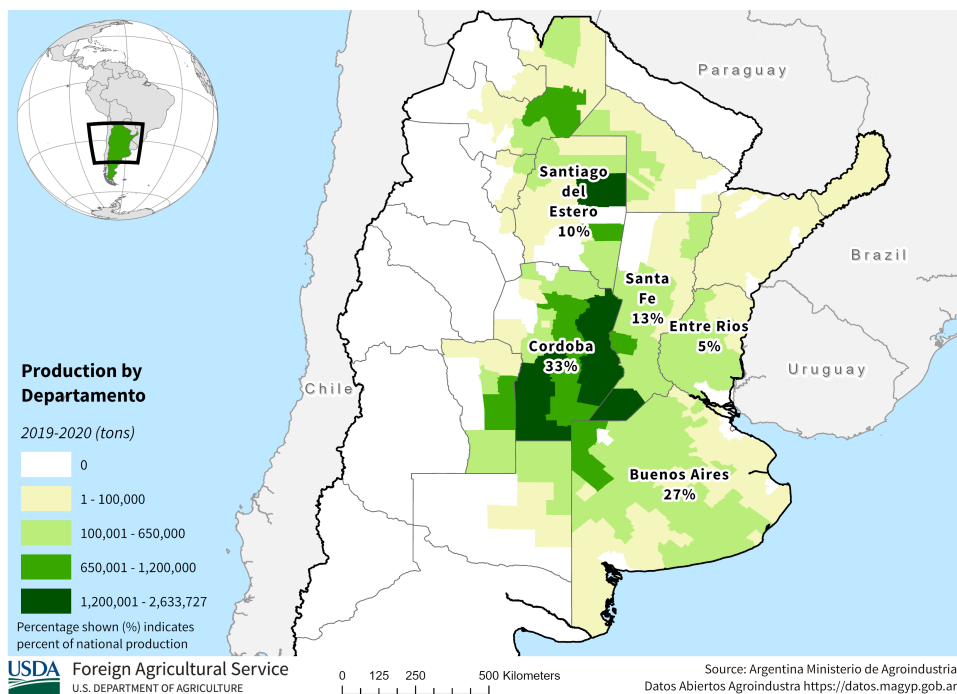 Paraguay
Santiago
del
Estero
10%
Brazil
Santa
Fe
13%
Entre Rios
5%
Cordoba
33%
Uruguay
Chile
Buenos Aires
27%
Production by
Departamento
2019-2020 (tons)
0
1 - 100,000
100,001 - 650,000
650,001 - 1,200,000
1,200,001 - 2,633,727
Percentage shown (%) indicates
percent of national production
USDA
Foreign Agricultural Service
U.S. DEPARTMENT OF AGRICULTURE
0 125 250 500 Kilometers
Source: Argentina Ministerio de Agroindustria
Datos Abiertos Agroindustra https://datos.magyp.gob.ar